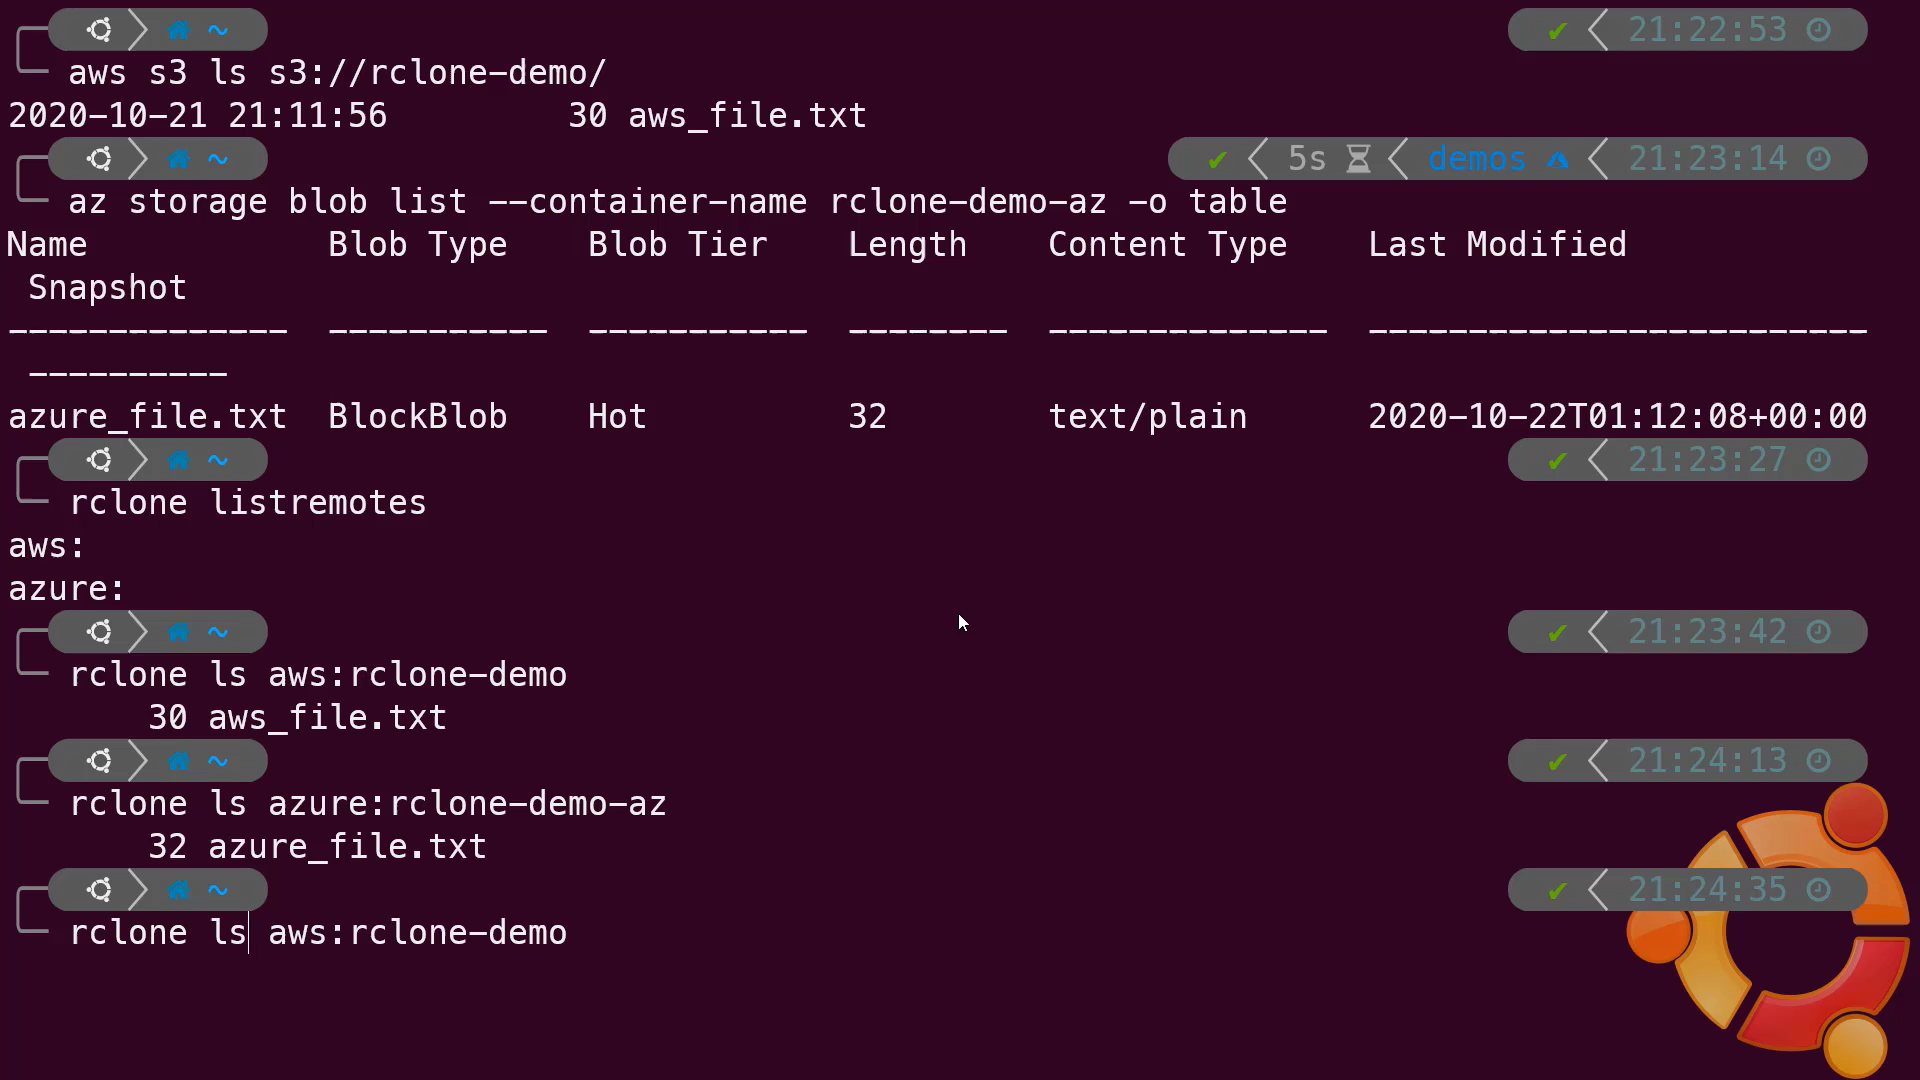 ~ ✔ 21:22:53
aws s3 ls s3://rclone-demo/
2020-10-21 21:11:56         30 aws_file.txt
~ ✔ 5s demos 21:23:14
az storage blob list --container-name rclone-demo-az -o table
Name            Blob Type    Blob Tier    Length    Content Type    Last Modified
 Snapshot
--------------  -----------  -----------  --------  --------------  -------------------------
 ----------
azure_file.txt  BlockBlob    Hot          32        text/plain      2020-10-22T01:12:08+00:00
~ ✔ 21:23:27
rclone listremotes
aws:
azure:
~ ✔ 21:23:42
rclone ls aws:rclone-demo
       30 aws_file.txt
~ ✔ 21:24:13
rclone ls azure:rclone-demo-az
       32 azure_file.txt
~ ✔ 21:24:35
rclone ls aws:rclone-demo